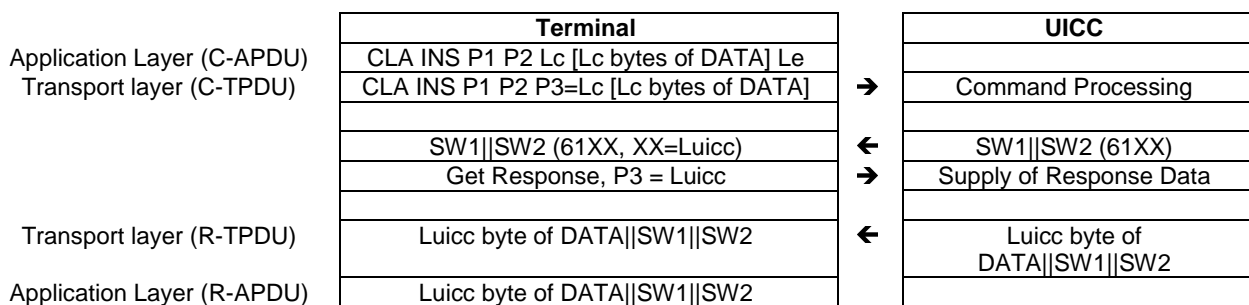 Terminal UICC
Application Layer (C-APDU) CLA INS P1 P2 Lc [Lc bytes of DATA] Le
Transport layer (C-TPDU) CLA INS P1 P2 P3=Lc [Lc bytes of DATA] → Command Processing
SW1||SW2 (61XX, XX=Luicc) ← SW1||SW2 (61XX)
Get Response, P3 = Luicc → Supply of Response Data
Transport layer (R-TPDU) Luicc byte of DATA||SW1||SW2 ← Luicc byte of
DATA||SW1||SW2
Application Layer (R-APDU) Luicc byte of DATA||SW1||SW2